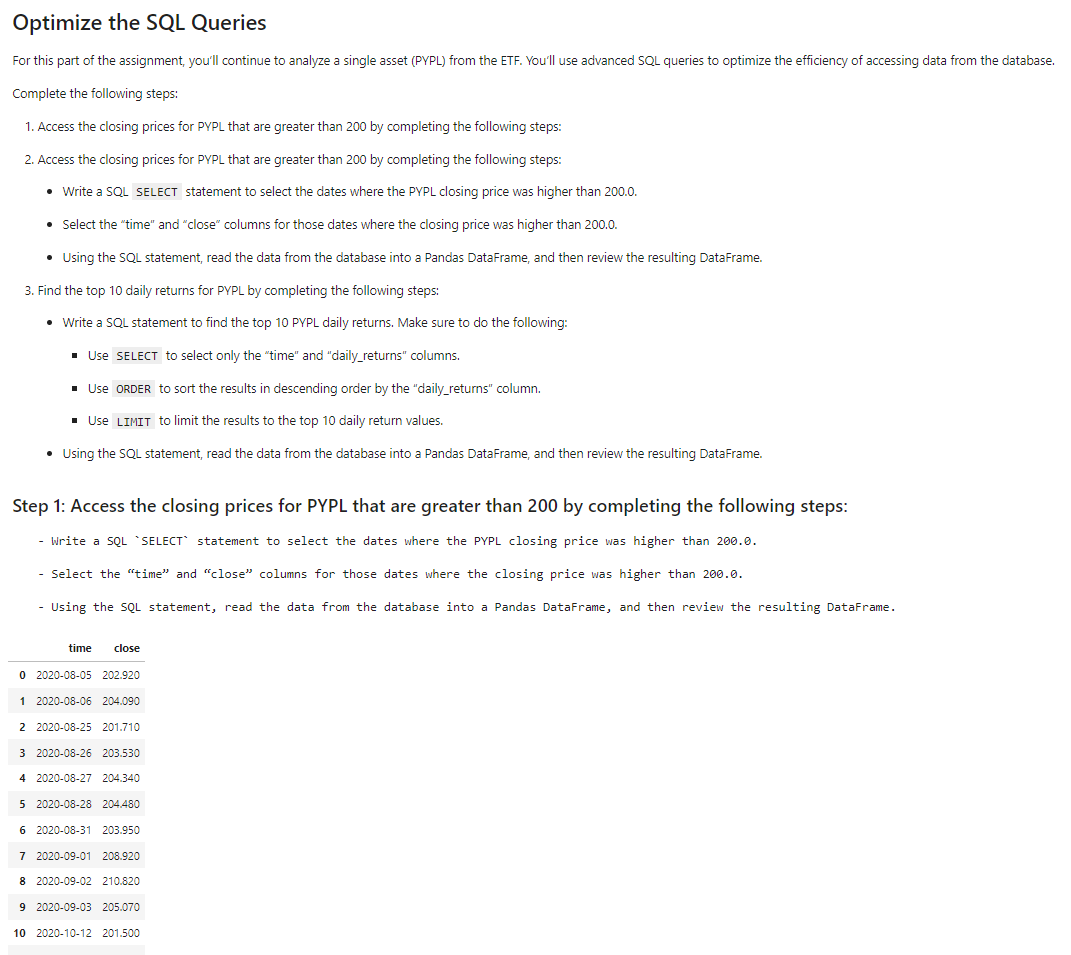 Optimize the SQL Queries
For this part of the assignment, you’ll continue to analyze a single asset (PYPL) from the ETF. You’ll use advanced SQL queries to optimize the efficiency of accessing data from the database.
Complete the following steps:
1. Access the closing prices for PYPL that are greater than 200 by completing the following steps:
2. Access the closing prices for PYPL that are greater than 200 by completing the following steps:
• Write a SQL SELECT statement to select the dates where the PYPL closing price was higher than 200.0.
• Select the “time” and “close” columns for those dates where the closing price was higher than 200.0.
• Using the SQL statement, read the data from the database into a Pandas DataFrame, and then review the resulting DataFrame.
3. Find the top 10 daily returns for PYPL by completing the following steps:
• Write a SQL statement to find the top 10 PYPL daily returns. Make sure to do the following:
▪ Use SELECT to select only the “time” and “daily_returns” columns.
▪ Use ORDER to sort the results in descending order by the “daily_returns” column.
▪ Use LIMIT to limit the results to the top 10 daily return values.
• Using the SQL statement, read the data from the database into a Pandas DataFrame, and then review the resulting DataFrame.
Step 1: Access the closing prices for PYPL that are greater than 200 by completing the following steps:
- Write a SQL `SELECT` statement to select the dates where the PYPL closing price was higher than 200.0.
- Select the “time” and “close” columns for those dates where the closing price was higher than 200.0.
- Using the SQL statement, read the data from the database into a Pandas DataFrame, and then review the resulting DataFrame.
time close
0 2020-08-05 202.920
1 2020-08-06 204.090
2 2020-08-25 201.710
3 2020-08-26 203.530
4 2020-08-27 204.340
5 2020-08-28 204.480
6 2020-08-31 203.950
7 2020-09-01 208.920
8 2020-09-02 210.820
9 2020-09-03 205.070
10 2020-10-12 201.500